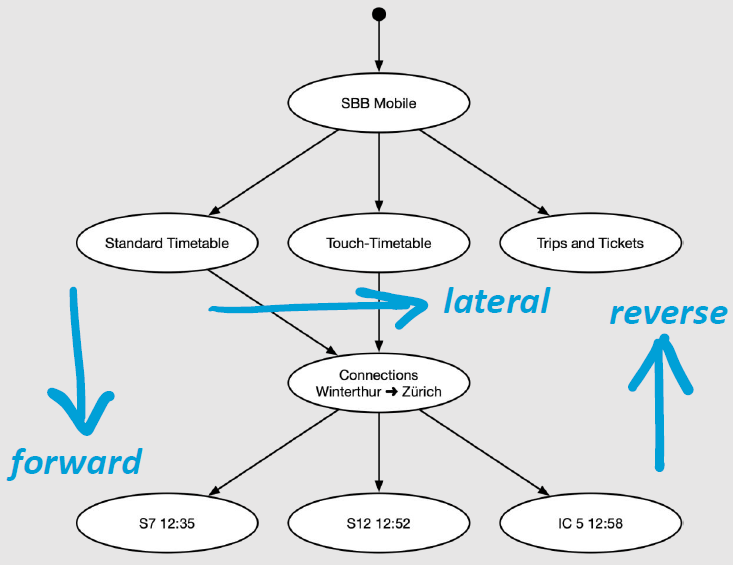 SBB Mobile
Standard Timetable
Touch-Timetable
Trips and Tickets
lateral
reverse
Connections
Winterthur ➜ Zürich
forward
S7 12:35
S12 12:52
IC 5 12:58